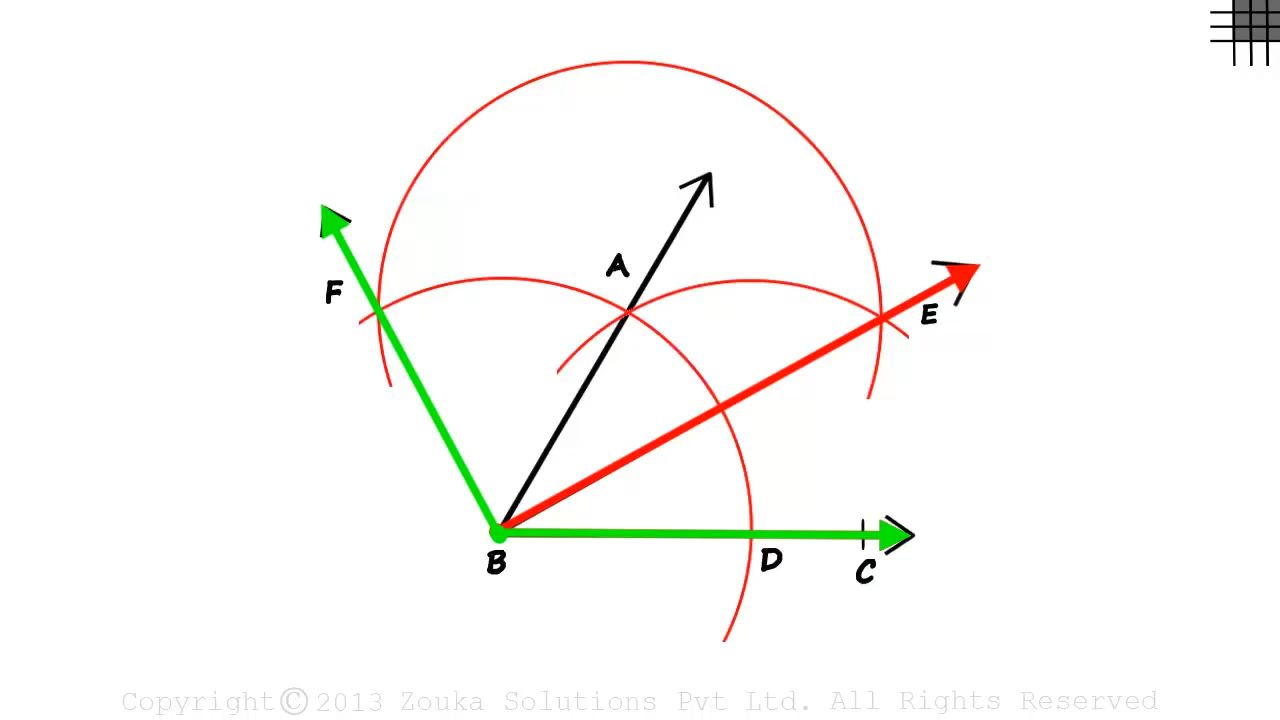 A
F
E
B
D
C
Copyright© 2013 Zouka Solutions Pvt Ltd. All Rights Reserved